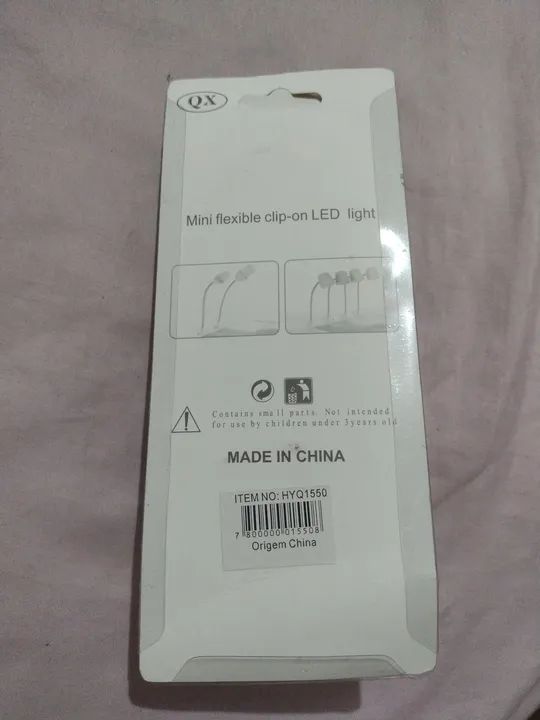 QX
Mini flexible clip-on LED light
Contains small parts. Not intended
for use by children under 3years old
MADE IN CHINA
ITEM NO: HYQ1550
7 800000 015508
Origem China